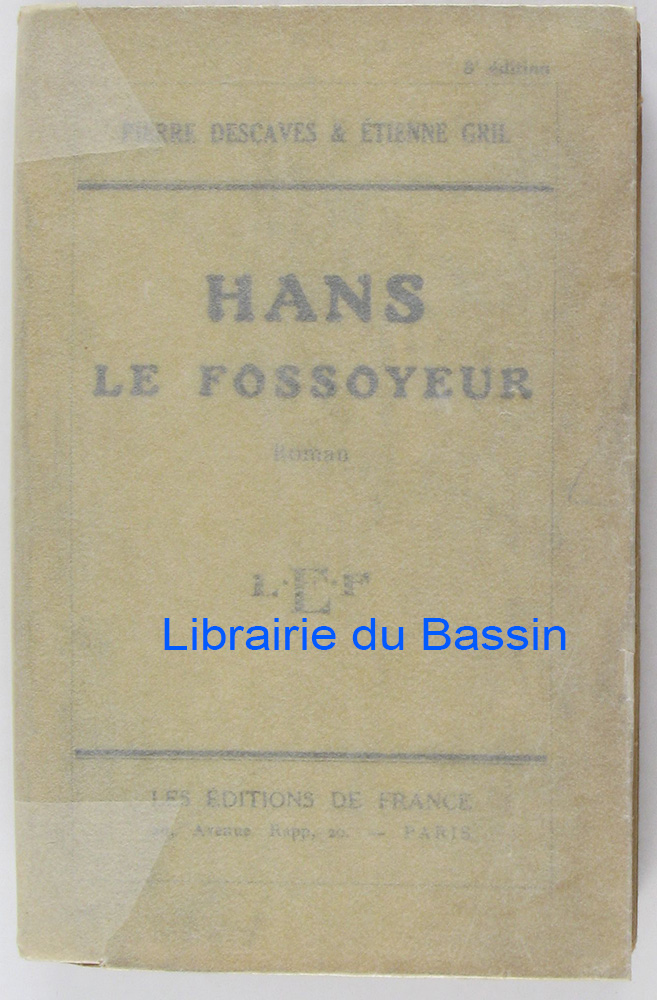 8e édition
PIERRE DESCAVES & ÉTIENNE GRIL
HANS
LE FOSSOYEUR
Roman
L·E·F
Librairie du Bassin
LES ÉDITIONS DE FRANCE
20, Avenue Rapp, 20. — PARIS